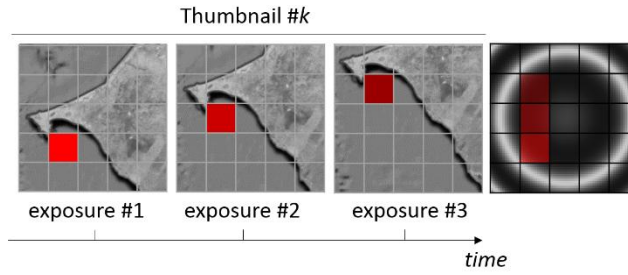 Thumbnail #k
exposure #1
exposure #2
exposure #3
time